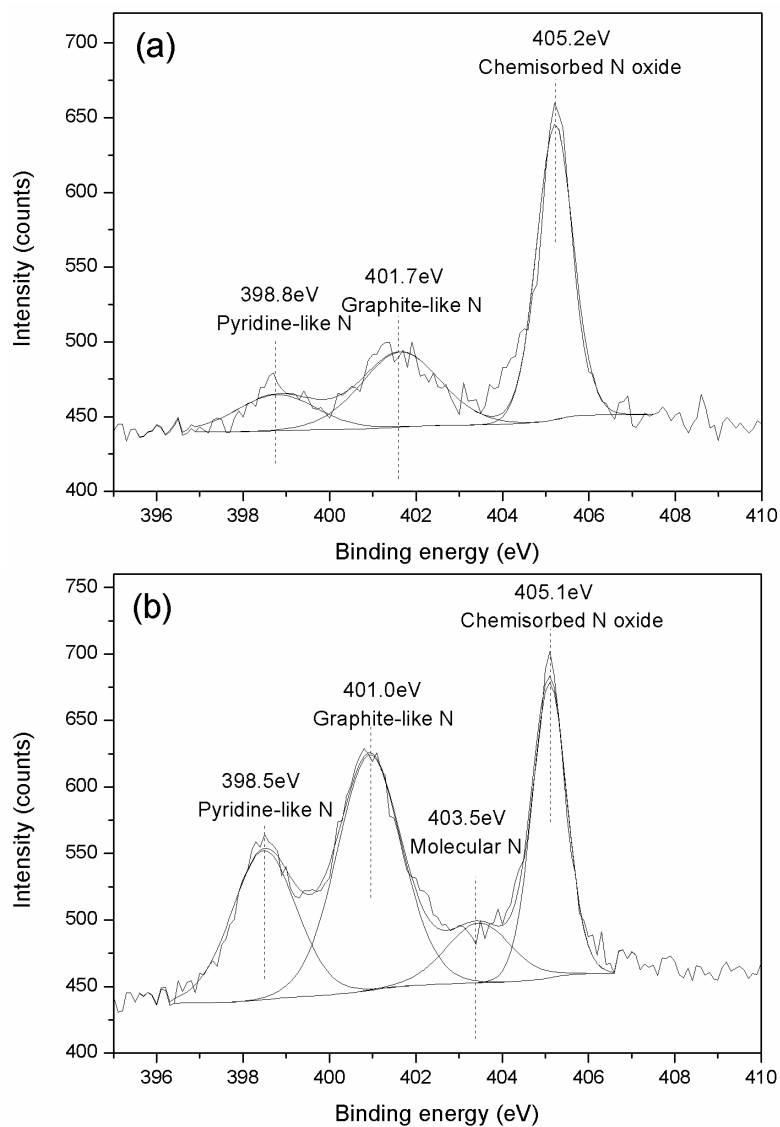 (a)
405.2eV
Chemisorbed N oxide
401.7eV
Graphite-like N
398.8eV
Pyridine-like N
Intensity (counts)
700
650
600
550
500
450
400
396 398 400 402 404 406 408 410
Binding energy (eV)
(b)
405.1eV
Chemisorbed N oxide
401.0eV
Graphite-like N
398.5eV
Pyridine-like N
403.5eV
Molecular N
Intensity (counts)
750
700
650
600
550
500
450
400
396 398 400 402 404 406 408 410
Binding energy (eV)